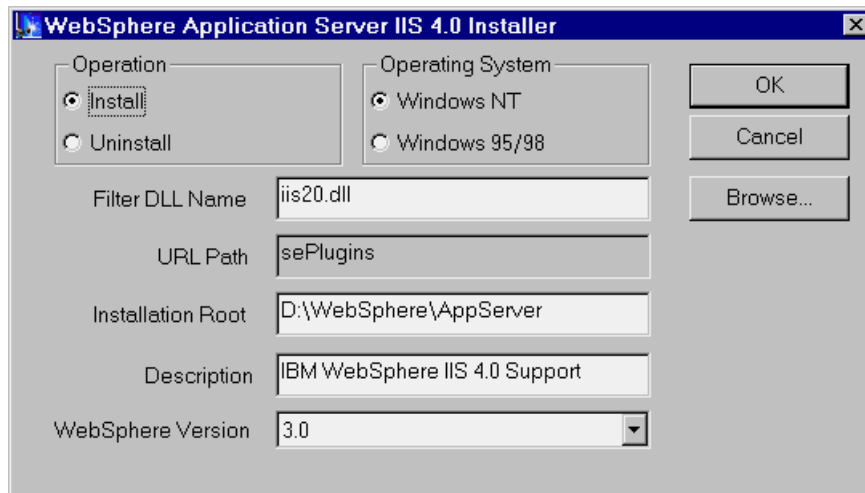 WebSphere Application Server IIS 4.0 Installer
Operation
Install
Uninstall
Operating System
Windows NT
Windows 95/98
OK
Cancel
Browse...
Filter DLL Name
iis20.dll
URL Path
sePlugins
Installation Root
D:\WebSphere\AppServer
Description
IBM WebSphere IIS 4.0 Support
WebSphere Version
3.0